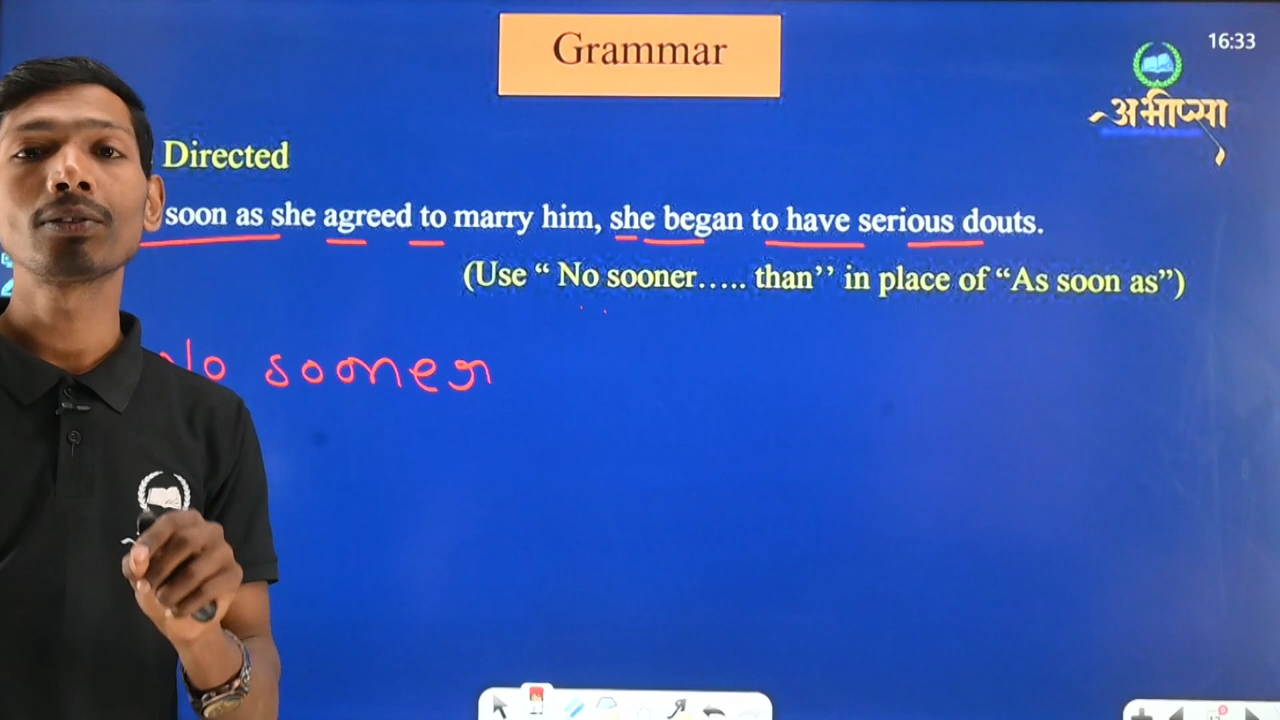 Grammar
16:33
अभीप्सा
Directed
soon as she agreed to marry him, she began to have serious douts.
(Use “ No sooner….. than’’ in place of “As soon as”)
No sooner